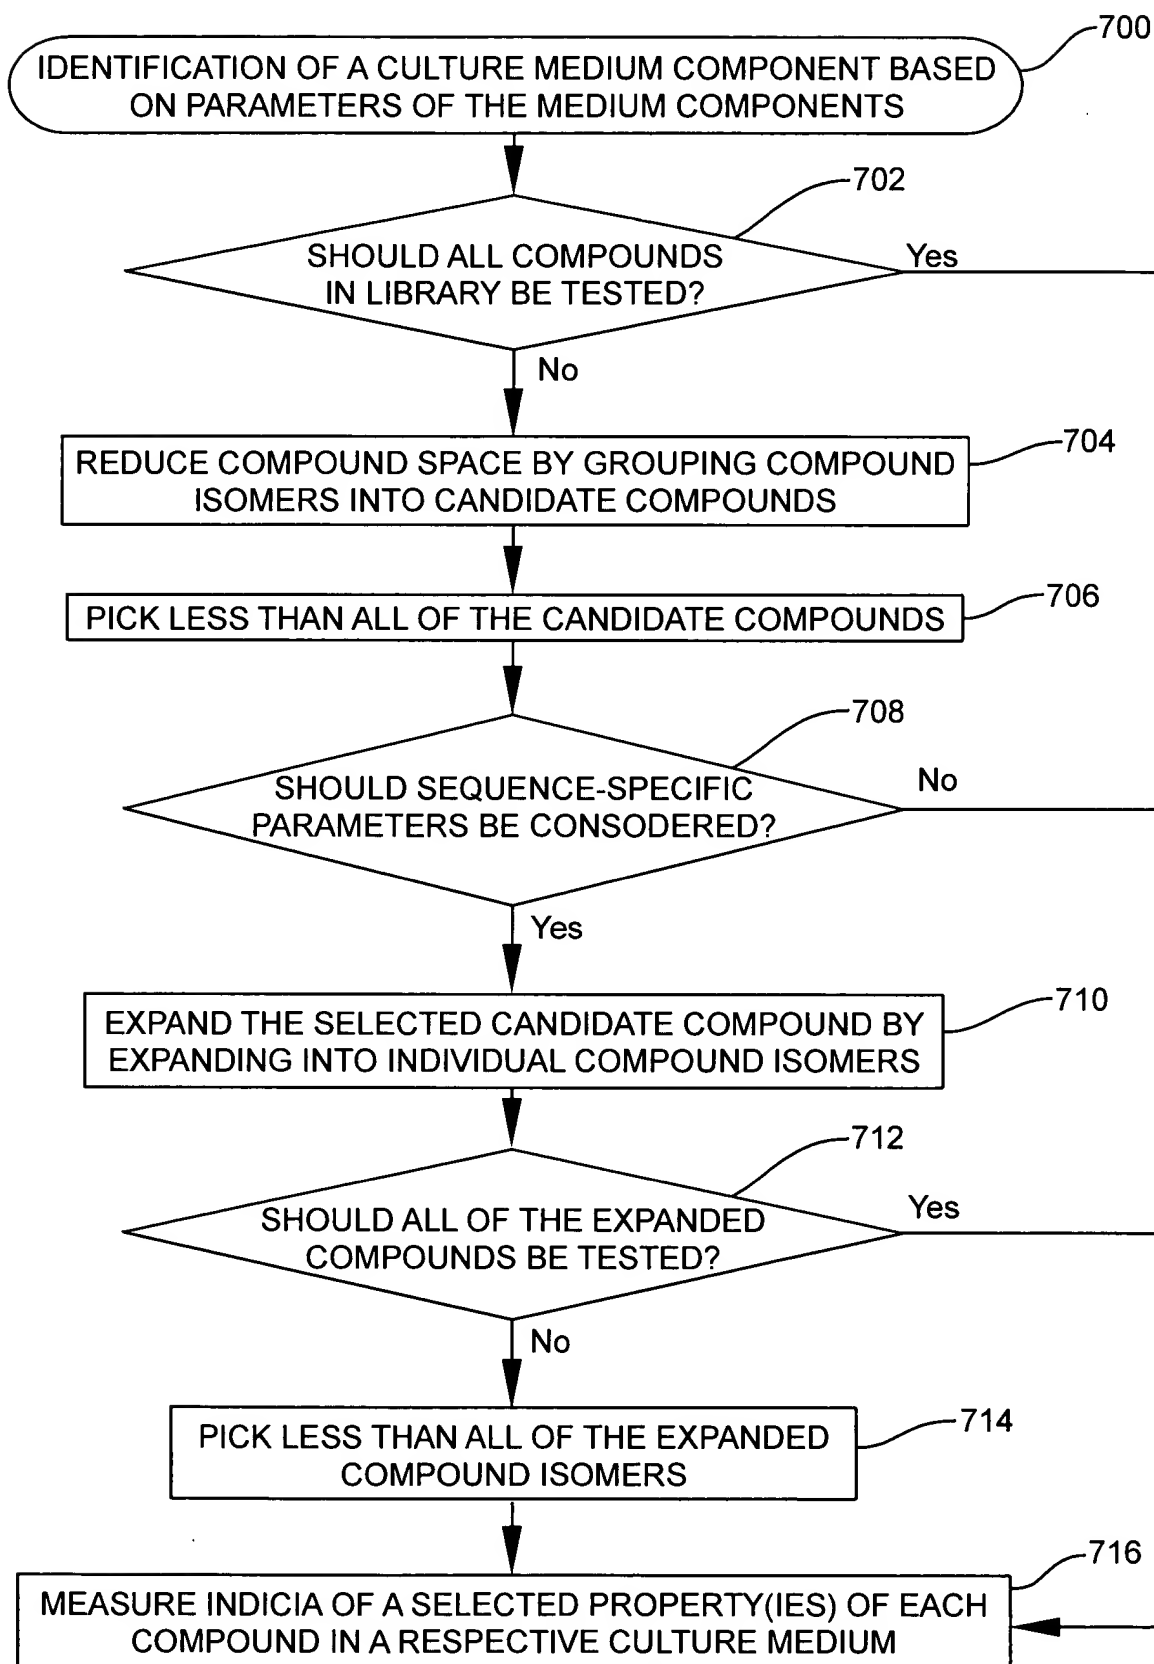 700
IDENTIFICATION OF A CULTURE MEDIUM COMPONENT BASED
ON PARAMETERS OF THE MEDIUM COMPONENTS
702
SHOULD ALL COMPOUNDS
IN LIBRARY BE TESTED?
Yes
No
704
REDUCE COMPOUND SPACE BY GROUPING COMPOUND
ISOMERS INTO CANDIDATE COMPOUNDS
706
PICK LESS THAN ALL OF THE CANDIDATE COMPOUNDS
708
SHOULD SEQUENCE-SPECIFIC
PARAMETERS BE CONSODERED?
No
Yes
710
EXPAND THE SELECTED CANDIDATE COMPOUND BY
EXPANDING INTO INDIVIDUAL COMPOUND ISOMERS
712
SHOULD ALL OF THE EXPANDED
COMPOUNDS BE TESTED?
Yes
No
714
PICK LESS THAN ALL OF THE EXPANDED
COMPOUND ISOMERS
716
MEASURE INDICIA OF A SELECTED PROPERTY(IES) OF EACH
COMPOUND IN A RESPECTIVE CULTURE MEDIUM